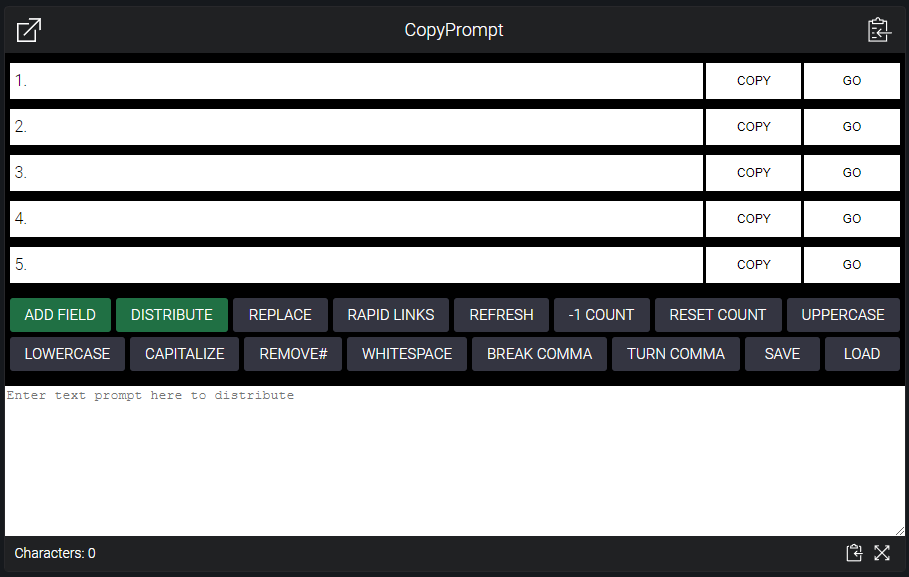 CopyPrompt
1. COPY GO
2. COPY GO
3. COPY GO
4. COPY GO
5. COPY GO
ADD FIELD DISTRIBUTE REPLACE RAPID LINKS REFRESH -1 COUNT RESET COUNT UPPERCASE
LOWERCASE CAPITALIZE REMOVE# WHITESPACE BREAK COMMA TURN COMMA SAVE LOAD
Enter text prompt here to distribute
Characters: 0